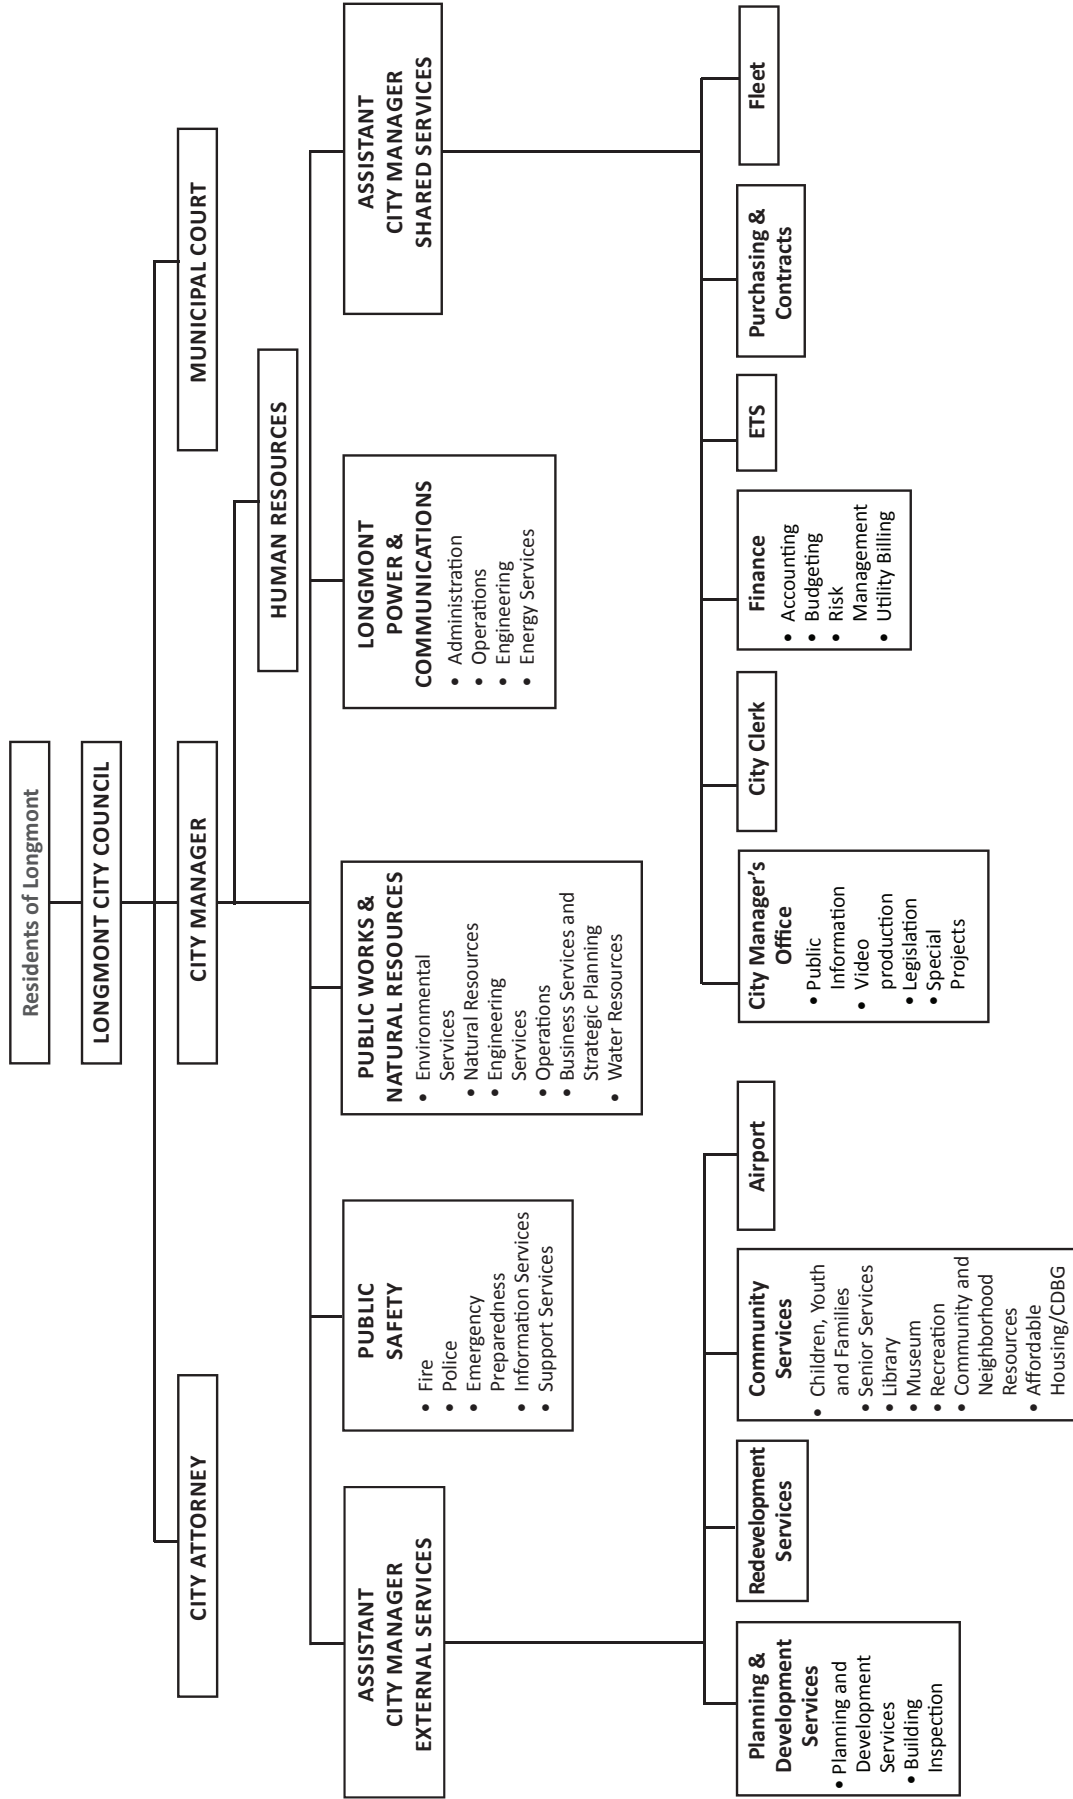 Residents of Longmont
LONGMONT CITY COUNCIL
CITY ATTORNEY
CITY MANAGER
MUNICIPAL COURT
HUMAN RESOURCES
ASSISTANT
CITY MANAGER
EXTERNAL SERVICES
PUBLIC
SAFETY
• Fire
• Police
• Emergency
Preparedness
• Information Services
• Support Services
PUBLIC WORKS &
NATURAL RESOURCES
• Environmental
Services
• Natural Resources
• Engineering
Services
• Operations
• Business Services and
Strategic Planning
• Water Resources
LONGMONT
POWER &
COMMUNICATIONS
• Administration
• Operations
• Engineering
• Energy Services
ASSISTANT
CITY MANAGER
SHARED SERVICES
Planning &
Development
Services
• Planning and
Development
Services
• Building
Inspection
Redevelopment
Services
Community
Services
• Children, Youth
and Families
• Senior Services
• Library
• Museum
• Recreation
• Community and
Neighborhood
Resources
• Affordable
Housing/CDBG
Airport
City Manager's
Office
• Public
Information
• Video
production
• Legislation
• Special
Projects
City Clerk
Finance
• Accounting
• Budgeting
• Risk
Management
• Utility Billing
ETS
Purchasing &
Contracts
Fleet